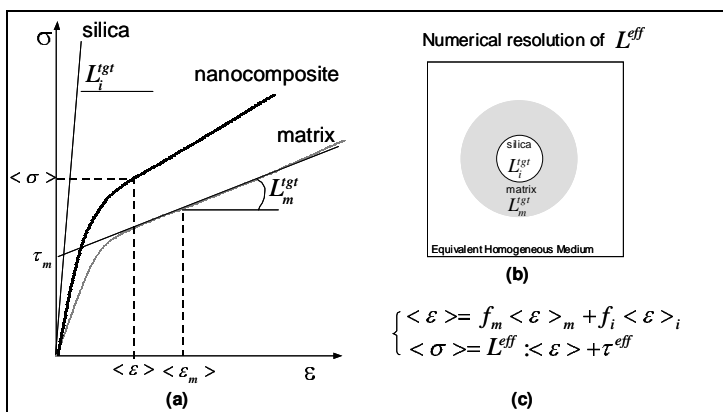 σ
silica
L_i^{tgt}
nanocomposite
matrix
< σ >
L_m^{tgt}
τ_m
< ε >
< ε_m >
ε
(a)
Numerical resolution of L^{eff}
silica
L_i^{tgt}
matrix
L_m^{tgt}
Equivalent Homogeneous Medium
(b)
< ε >= f_m < ε >_m + f_i < ε >_i
< σ >= L^{eff} :< ε > +τ^{eff}
(c)